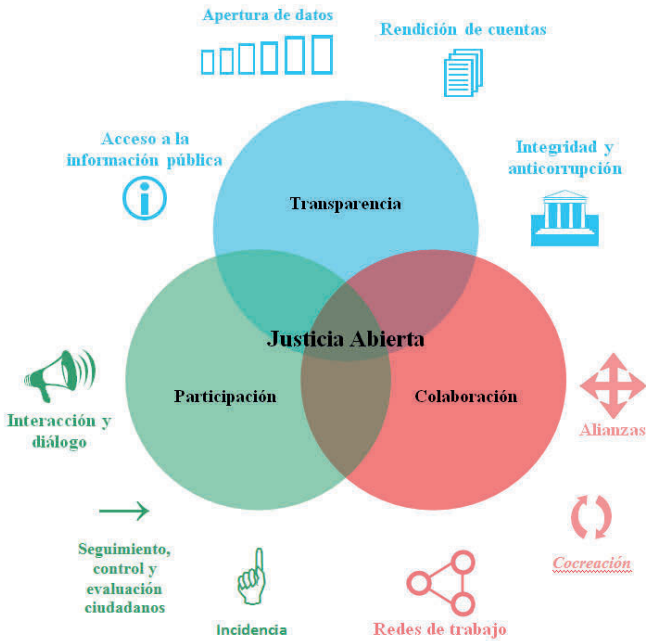 Apertura de datos
Rendición de cuentas
Acceso a la
información pública
Integridad y
anticorrupción
Transparencia
Justicia Abierta
Participación
Colaboración
Interacción y
diálogo
Alianzas
Seguimiento,
control y
evaluación
ciudadanos
Incidencia
Redes de trabajo
Cocreación